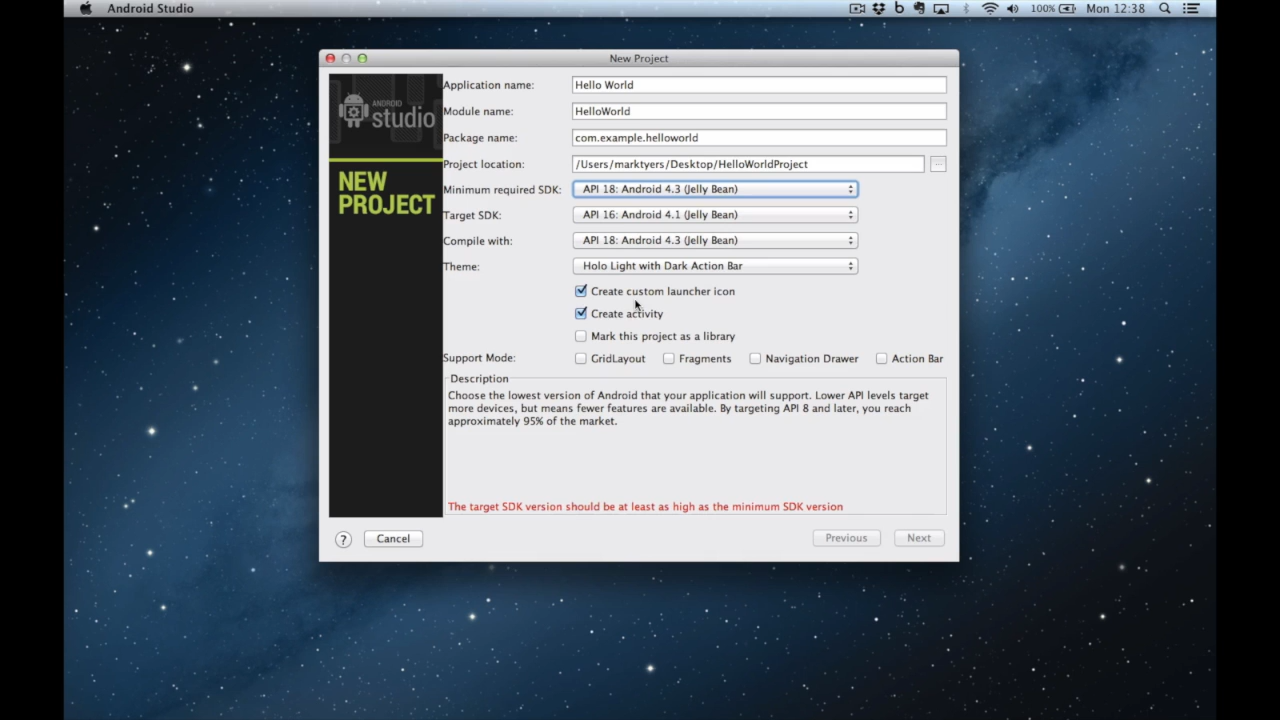 Android Studio
100%
Mon 12:38
New Project
ANDROID
studio
NEW
PROJECT
Application name: Hello World
Module name: HelloWorld
Package name: com.example.helloworld
Project location: /Users/marktyers/Desktop/HelloWorldProject ...
Minimum required SDK: API 18: Android 4.3 (Jelly Bean)
Target SDK: API 16: Android 4.1 (Jelly Bean)
Compile with: API 18: Android 4.3 (Jelly Bean)
Theme: Holo Light with Dark Action Bar
Create custom launcher icon
Create activity
Mark this project as a library
Support Mode: GridLayout Fragments Navigation Drawer Action Bar
Description
Choose the lowest version of Android that your application will support. Lower API levels target
more devices, but means fewer features are available. By targeting API 8 and later, you reach
approximately 95% of the market.
The target SDK version should be at least as high as the minimum SDK version
? Cancel Previous Next